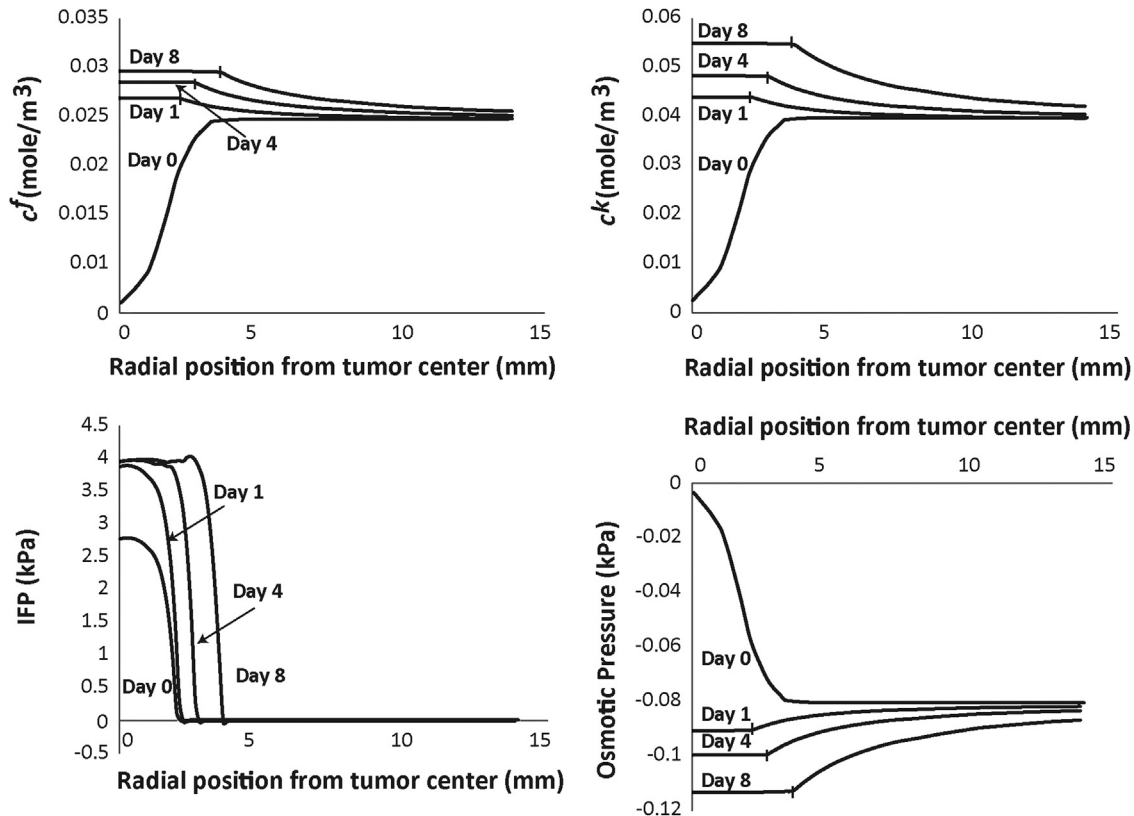 0.035
0.03
0.025
0.02
0.015
0.01
0
Day 8
Day 1
Day 4
Day 0
c^f (mole/m3)
0 5 10 15
Radial position from tumor center (mm)
0.06
0.05
0.04
0.03
0.02
0.01
0
Day 8
Day 4
Day 1
Day 0
c^k (mole/m3)
0 5 10 15
Radial position from tumor center (mm)
4.5
4
3.5
3
2.5
2
1.5
1
0.5
0
-0.5
Day 1
Day 4
Day 0
Day 8
IFP (kPa)
0 5 10 15
Radial position from tumor center (mm)
Radial position from tumor center (mm)
0 5 10 15
0
-0.02
-0.04
-0.06
-0.08
-0.1
-0.12
Day 0
Day 1
Day 4
Day 8
Osmotic Pressure (kPa)